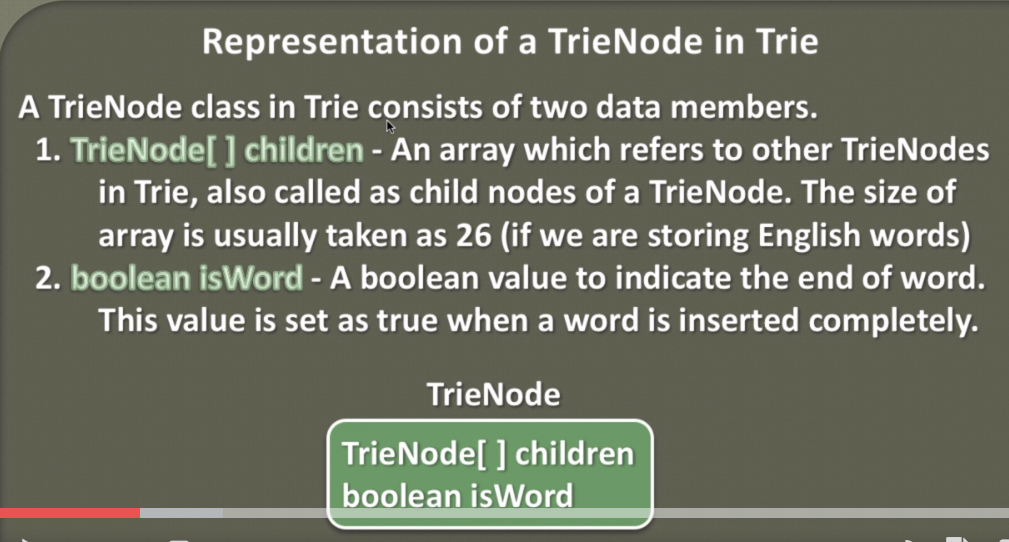 Representation of a TrieNode in Trie
A TrieNode class in Trie consists of two data members.
1. TrieNode[ ] children - An array which refers to other TrieNodes
in Trie, also called as child nodes of a TrieNode. The size of
array is usually taken as 26 (if we are storing English words)
2. boolean isWord - A boolean value to indicate the end of word.
This value is set as true when a word is inserted completely.
TrieNode
TrieNode[ ] children
boolean isWord